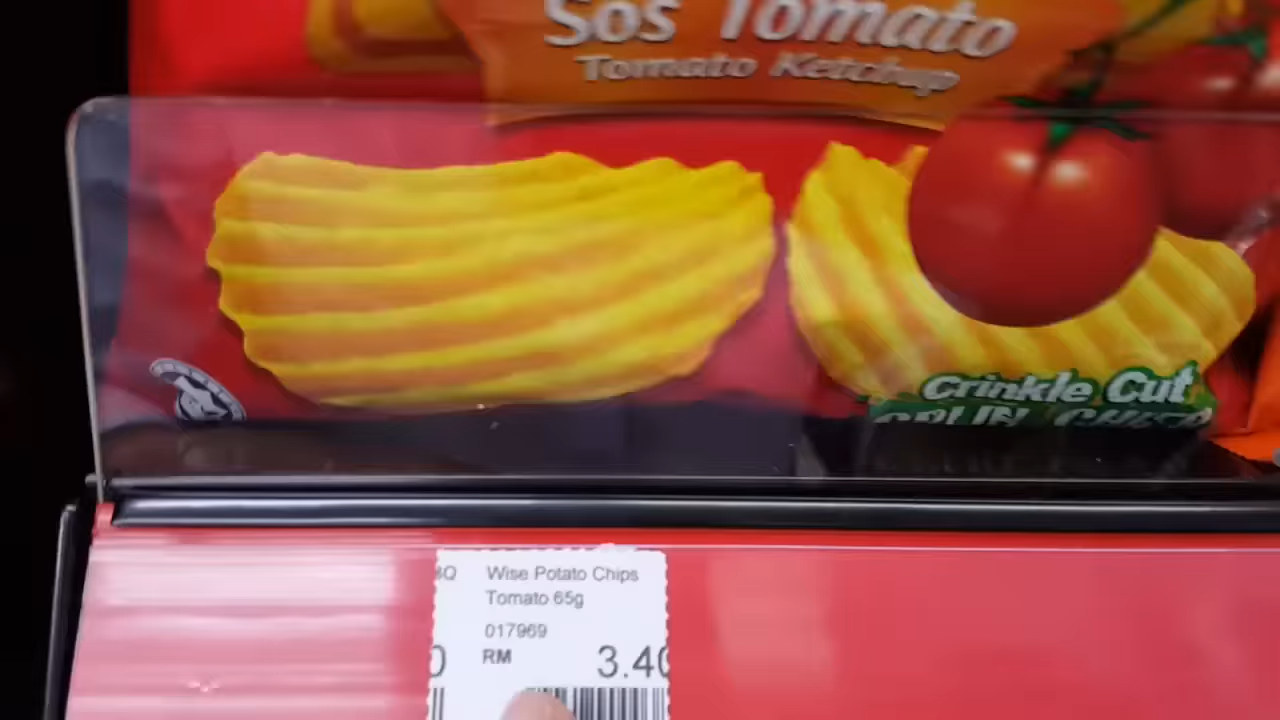 Sos Tomato
Tomato Ketchup
Crinkle Cut
Wise Potato Chips
Tomato 65g
017969
RM 3.40